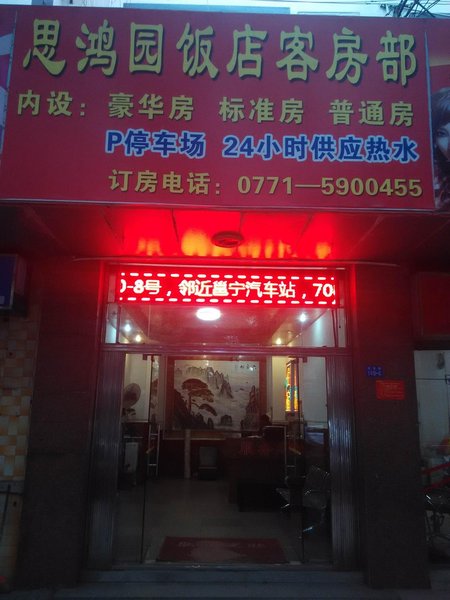 思鸿园饭店客房部
内设：豪华房 标准房 普通房
P停车场 24小时供应热水
订房电话：0771—5900455
0-8号，邻近邕宁汽车站，70